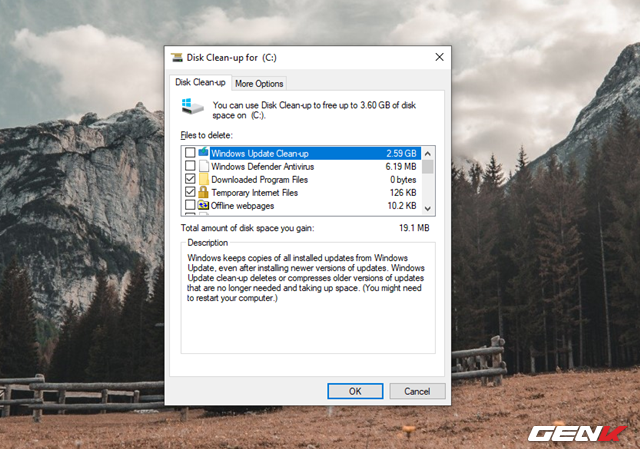 Disk Clean-up for (C:)
Disk Clean-up
More Options
You can use Disk Clean-up to free up to 3.60 GB of disk
space on (C:).
Files to delete:
Windows Update Clean-up 2.59 GB
Windows Defender Antivirus 6.19 MB
Downloaded Program Files 0 bytes
Temporary Internet Files 126 KB
Offline webpages 10.2 KB
Total amount of disk space you gain: 19.1 MB
Description
Windows keeps copies of all installed updates from Windows
Update, even after installing newer versions of updates. Windows
Update clean-up deletes or compresses older versions of updates
that are no longer needed and taking up space. (You might need
to restart your computer.)
OK
Cancel
GENK